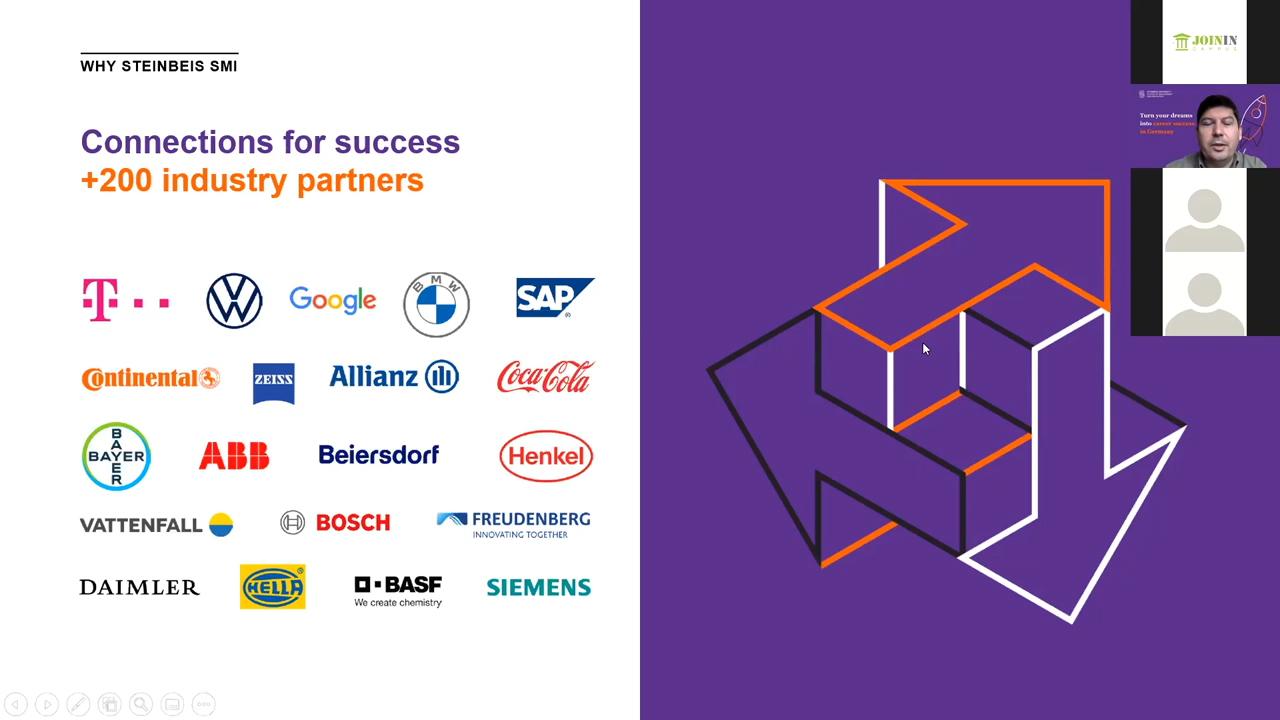 WHY STEINBEIS SMI
Connections for success
+200 industry partners
T
VW
Google
BMW
SAP
Continental
ZEISS
Allianz
Coca-Cola
BAYER
BAYER
ABB
Beiersdorf
Henkel
VATTENFALL
BOSCH
FREUDENBERG
INNOVATING TOGETHER
DAIMLER
HELLA
BASF
We create chemistry
SIEMENS
JOININ
CAMPUS
Turn your dreams
into career success
in Germany